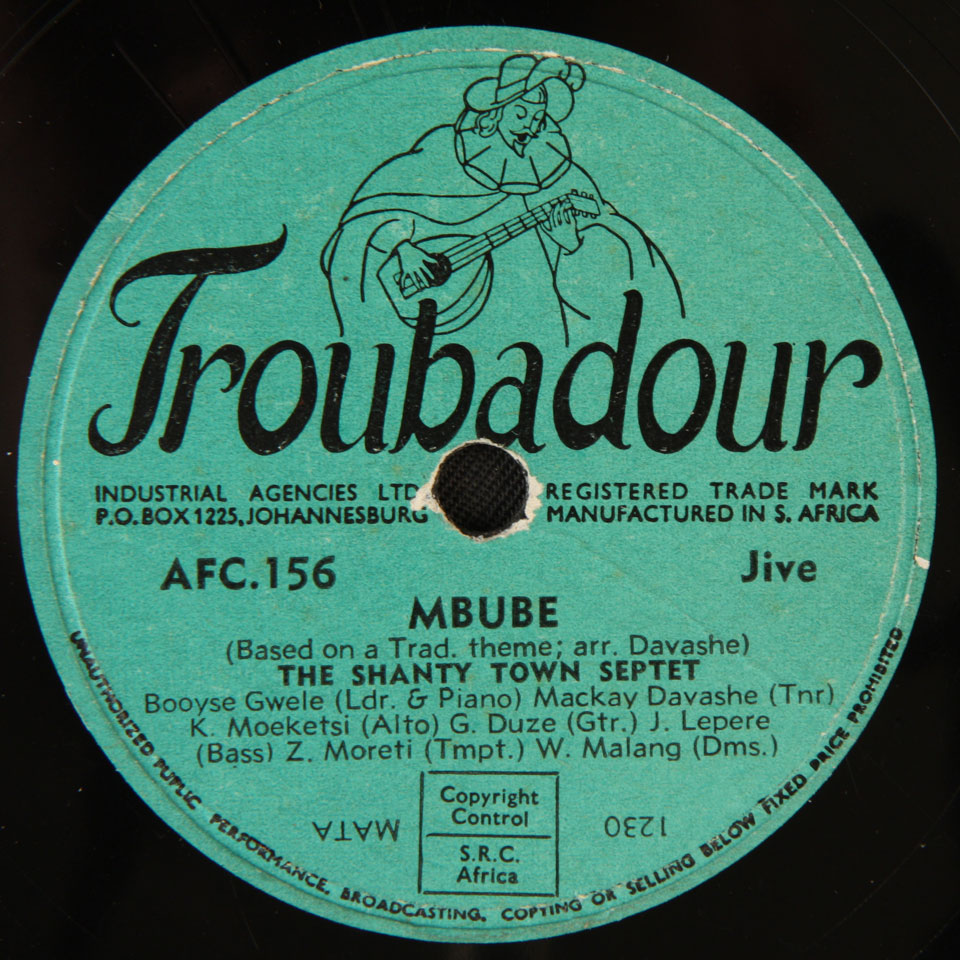 Troubadour
INDUSTRIAL AGENCIES LTD
P.O. BOX 1225, JOHANNESBURG
REGISTERED TRADE MARK
MANUFACTURED IN S. AFRICA
AFC.156
Jive
MBUBE
(Based on a Trad. theme; arr. Davashe)
THE SHANTY TOWN SEPTET
Booyse Gwele (Ldr. & Piano) Mackay Davashe (Tnr)
K. Moeketsi (Alto) G. Duze (Gtr.) J. Lepere
(Bass) Z. Moreti (Tmpt.) W. Malang (Dms.)
Copyright
Control
S.R.C.
Africa
MATA
1230
UNAUTHORIZED PUBLIC PERFORMANCE, BROADCASTING, COPYING OR SELLING BELOW FIXED PRICE PROHIBITED